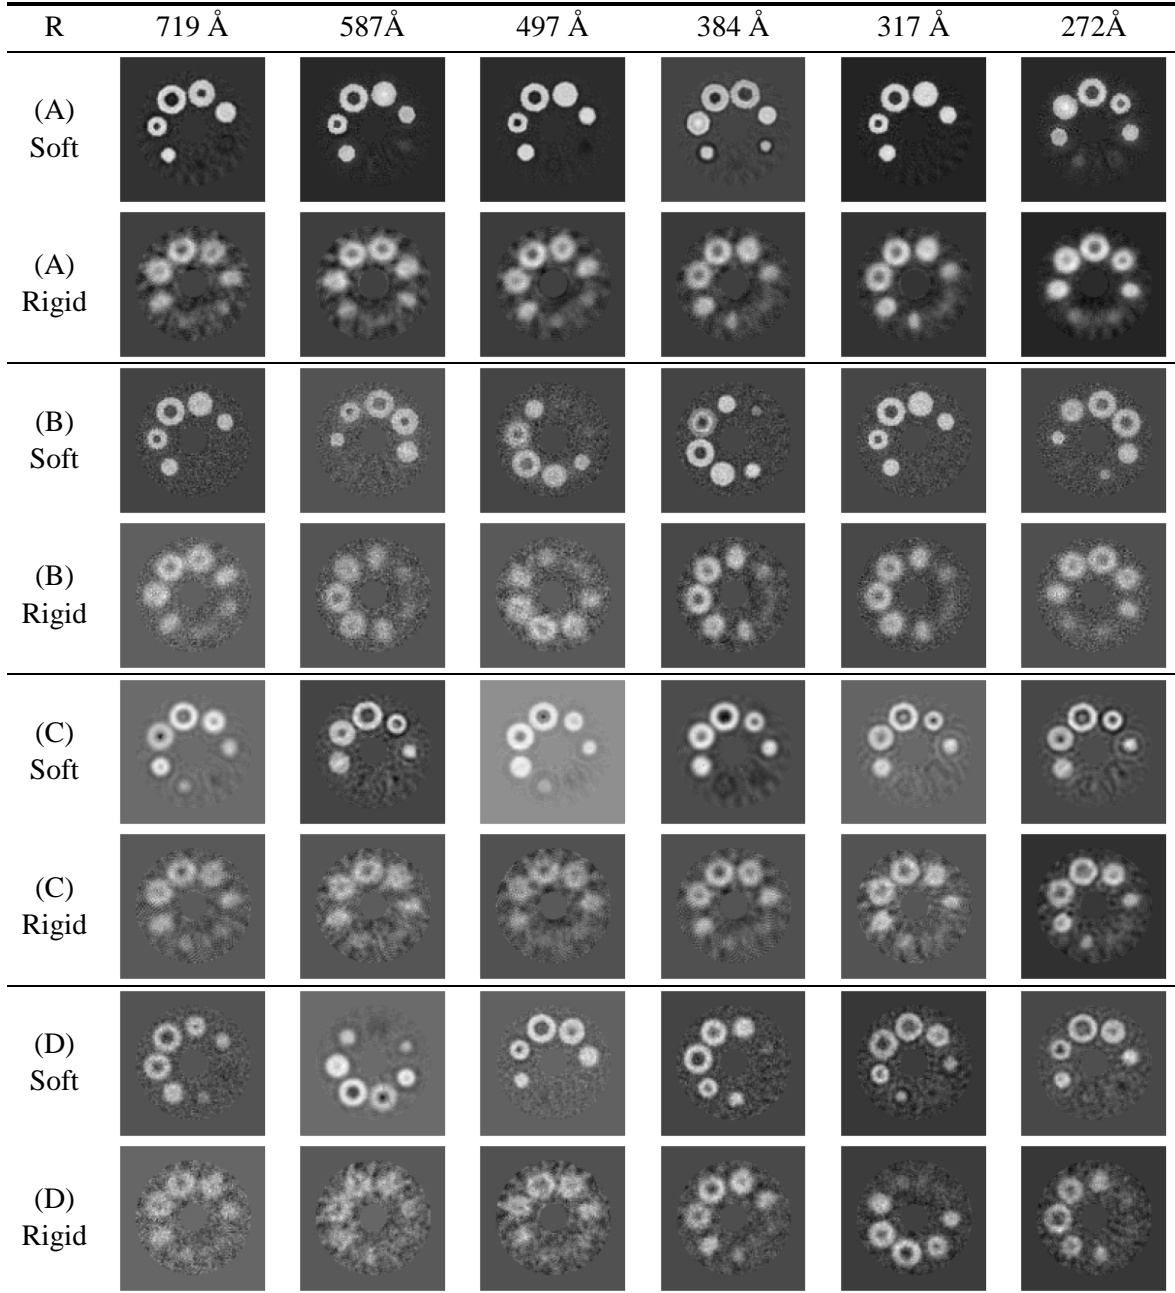 R 719 Å 587Å 497 Å 384 Å 317 Å 272Å
(A)
Soft
(A)
Rigid
(B)
Soft
(B)
Rigid
(C)
Soft
(C)
Rigid
(D)
Soft
(D)
Rigid